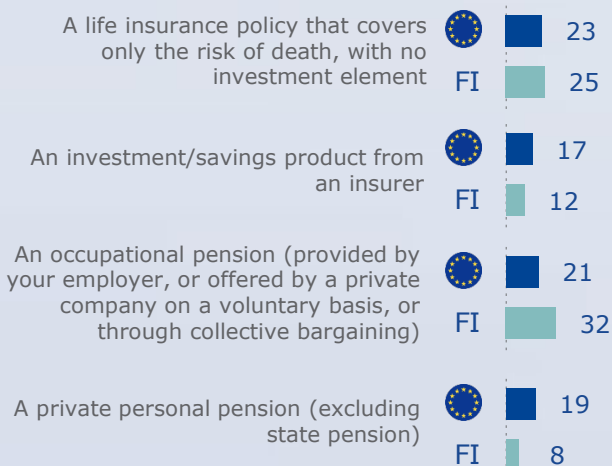 A life insurance policy that covers
only the risk of death, with no
investment element
23
FI 25
An investment/savings product from
an insurer
17
FI 12
An occupational pension (provided by
your employer, or offered by a private
company on a voluntary basis, or
through collective bargaining)
21
FI 32
A private personal pension (excluding
state pension)
19
FI 8